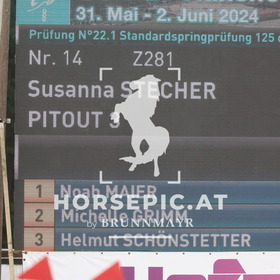 31. Mai - 2. Juni 2024
Prüfung N°22.1 Standardspringprüfung 125 c
Nr. 14 Z281
Susanna STECHER
PITOUT
HORSEPIC.AT
by BRUNNMAYR
1 Noah MAIER
2 Michelle GRIMM
3 Helmut SCHÖNSTETTER